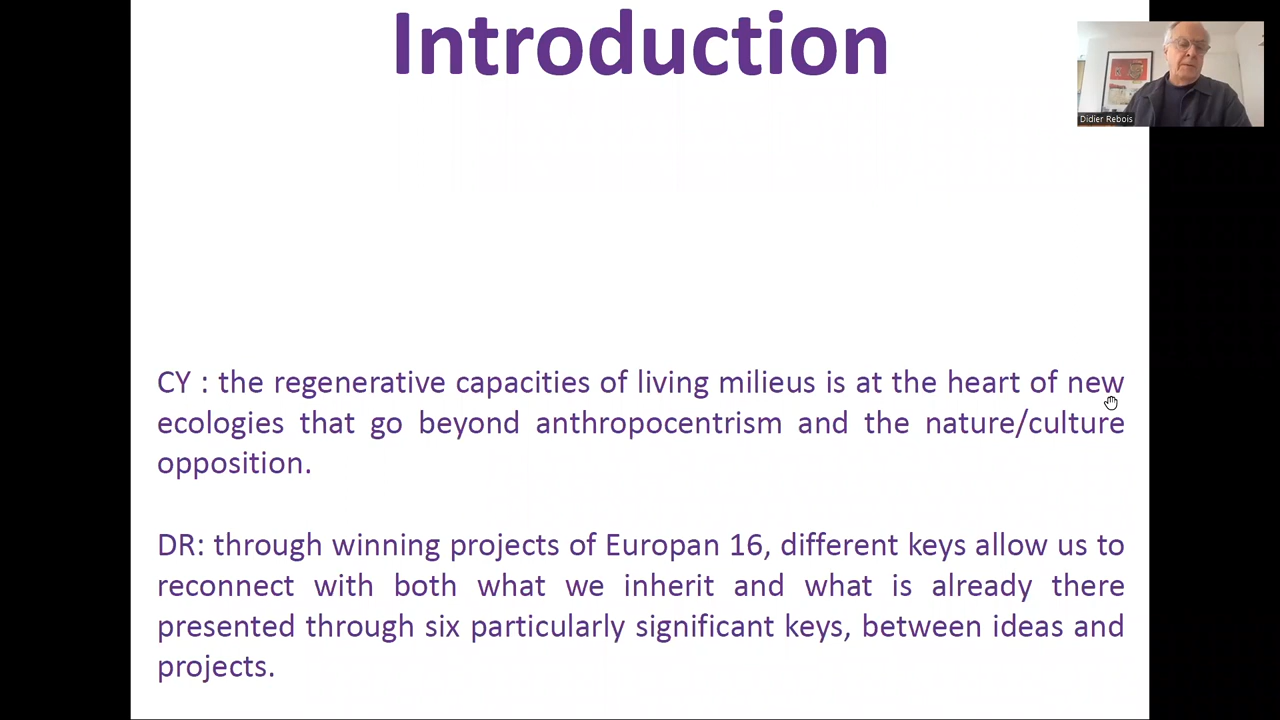 Introduction
Didier Rebois
CY : the regenerative capacities of living milieus is at the heart of new
ecologies that go beyond anthropocentrism and the nature/culture
opposition.
DR: through winning projects of Europan 16, different keys allow us to
reconnect with both what we inherit and what is already there
presented through six particularly significant keys, between ideas and
projects.